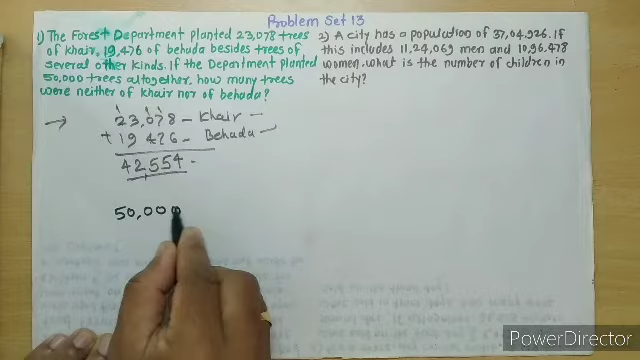 Problem Set 13
1) The Forest Department planted 23,078 trees
of Khair, 19,476 of behada besides trees of
several other kinds. If the Department planted
50,000 trees altogether, how many trees
were neither of Khair nor of behada?
2) A city has a population of 37,04,926. If
this includes 11,24,069 men and 10,96,478
women. what is the number of children in
the city?
1 1 1
→ 23,078 - Khair -
+ 19 476 - Behada -
42,554 -
50,000
PowerDirector